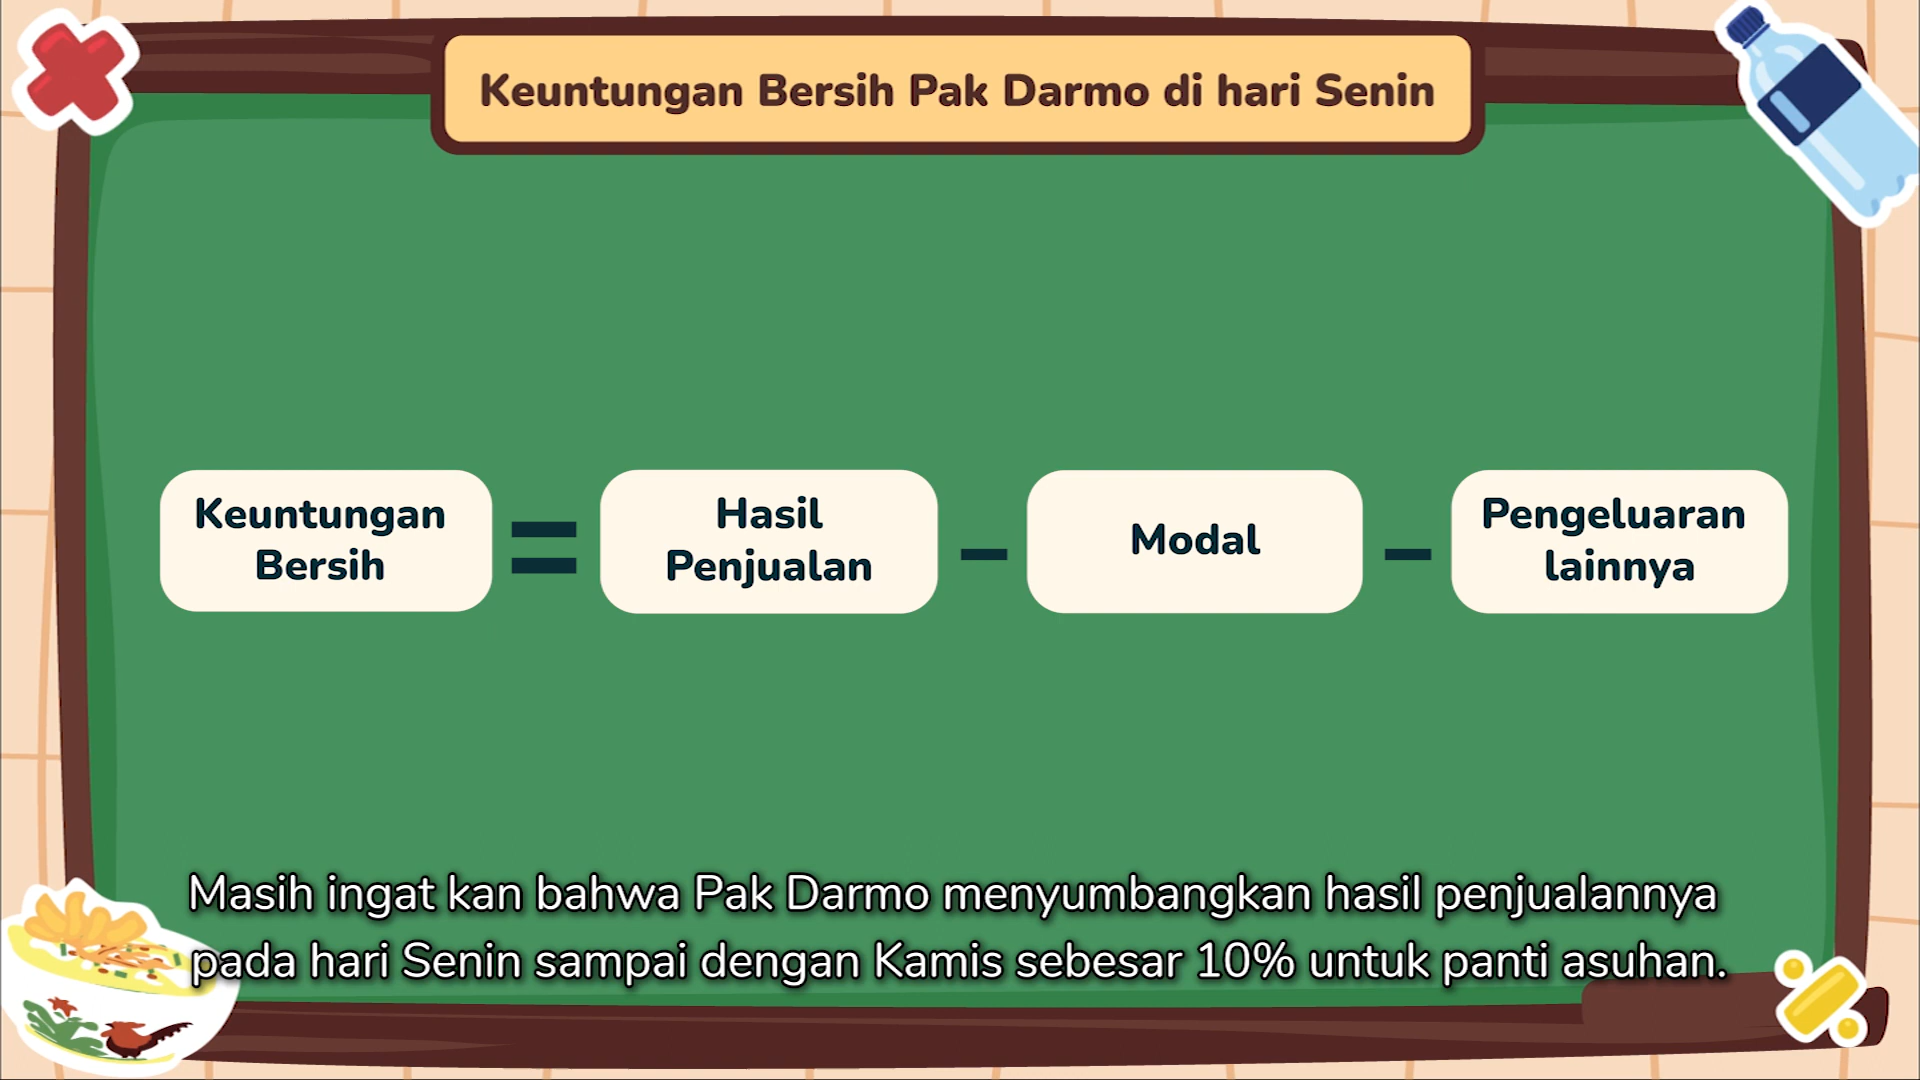 Keuntungan Bersih Pak Darmo di hari Senin
Keuntungan
Bersih
=
Hasil
Penjualan
–
Modal
–
Pengeluaran
lainnya
Masih ingat kan bahwa Pak Darmo menyumbangkan hasil penjualannya
pada hari Senin sampai dengan Kamis sebesar 10% untuk panti asuhan.